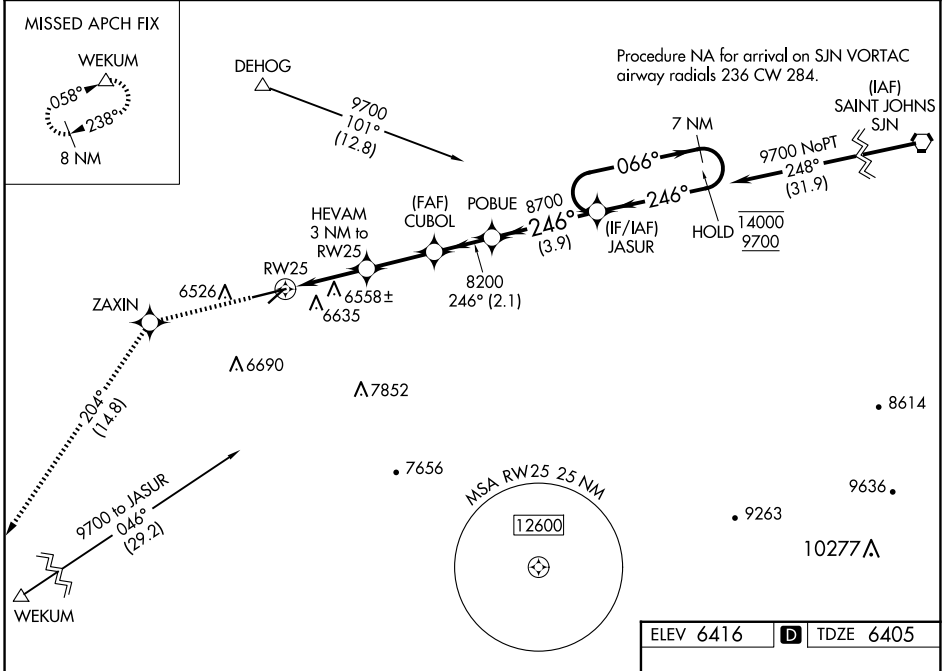 MISSED APCH FIX
WEKUM
058°
238°
8 NM
DEHOG
9700
101°
(12.8)
Procedure NA for arrival on SJN VORTAC
airway radials 236 CW 284.
(IAF)
SAINT JOHNS
SJN
7 NM
9700 NoPT
248°
(31.9)
066°
246°
HOLD
14000
9700
(IF/IAF)
JASUR
8700
246°
(3.9)
POBUE
8200
246° (2.1)
(FAF)
CUBOL
HEVAM
3 NM to
RW25
RW25
6526
6558±
6635
ZAXIN
6690
7852
204°
(14.8)
8614
7656
9700 to JASUR
046°
(29.2)
MSA RW25 25 NM
12600
9636
9263
10277
WEKUM
ELEV 6416 D TDZE 6405